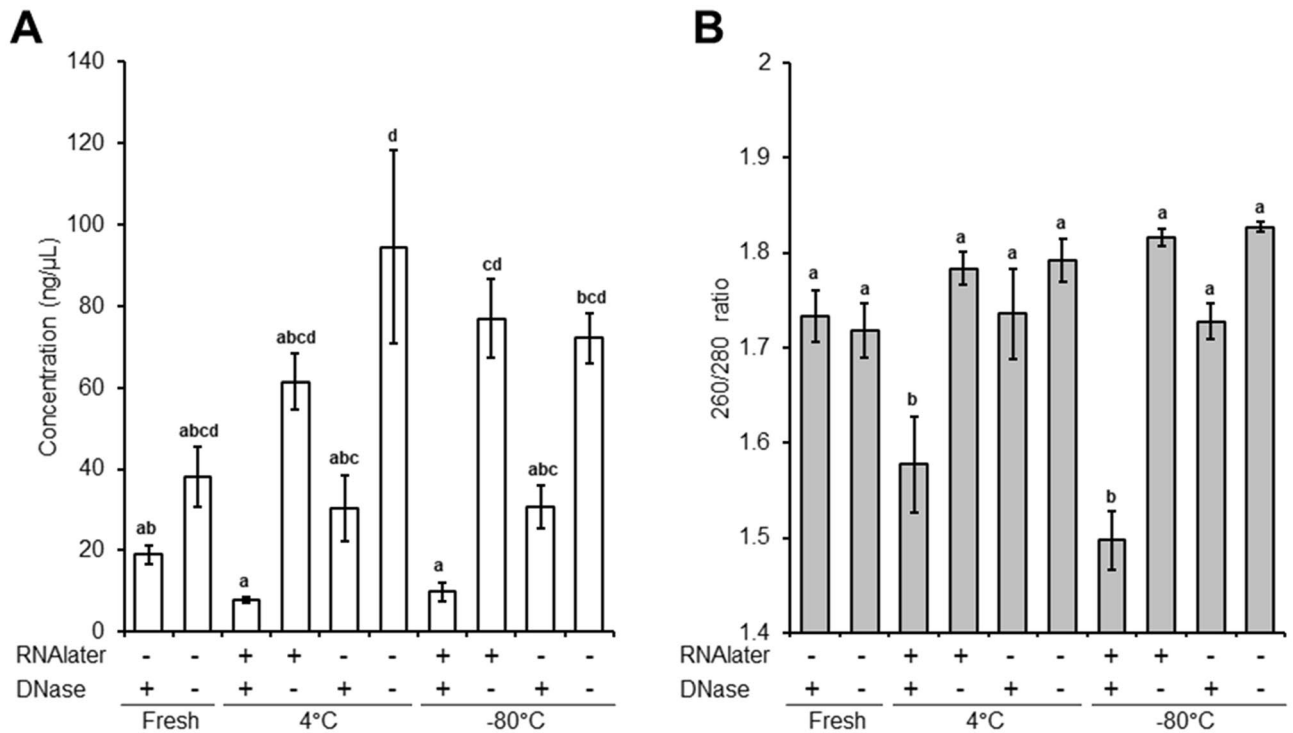 A
140
120
100
80
60
40
20
0
Concentration (ng/µL)
ab
abcd
a
abcd
abc
d
a
cd
abc
bcd
RNAlater - - + + - - + + - -
DNase + - + - + - + - + -
Fresh 4°C -80°C
B
2
1.9
1.8
1.7
1.6
1.5
1.4
260/280 ratio
a
a
b
a
a
a
b
a
a
a
RNAlater - - + + - - + + - -
DNase + - + - + - + - + -
Fresh 4°C -80°C